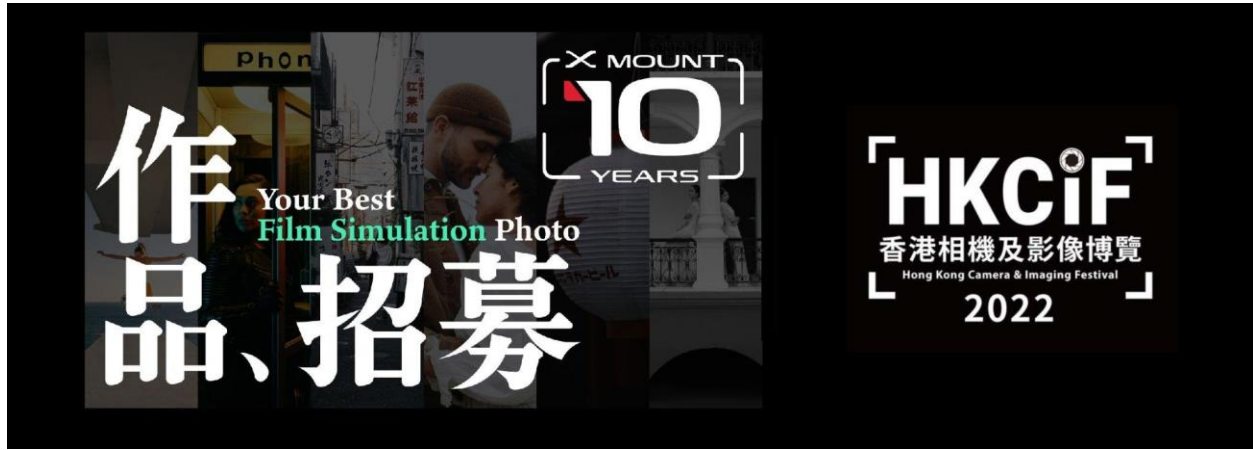 Phon
X MOUNT
10
YEARS
作
Your Best
Film Simulation Photo
品、招募
HKCiF
香港相機及影像博覽
Hong Kong Camera & Imaging Festival
2022